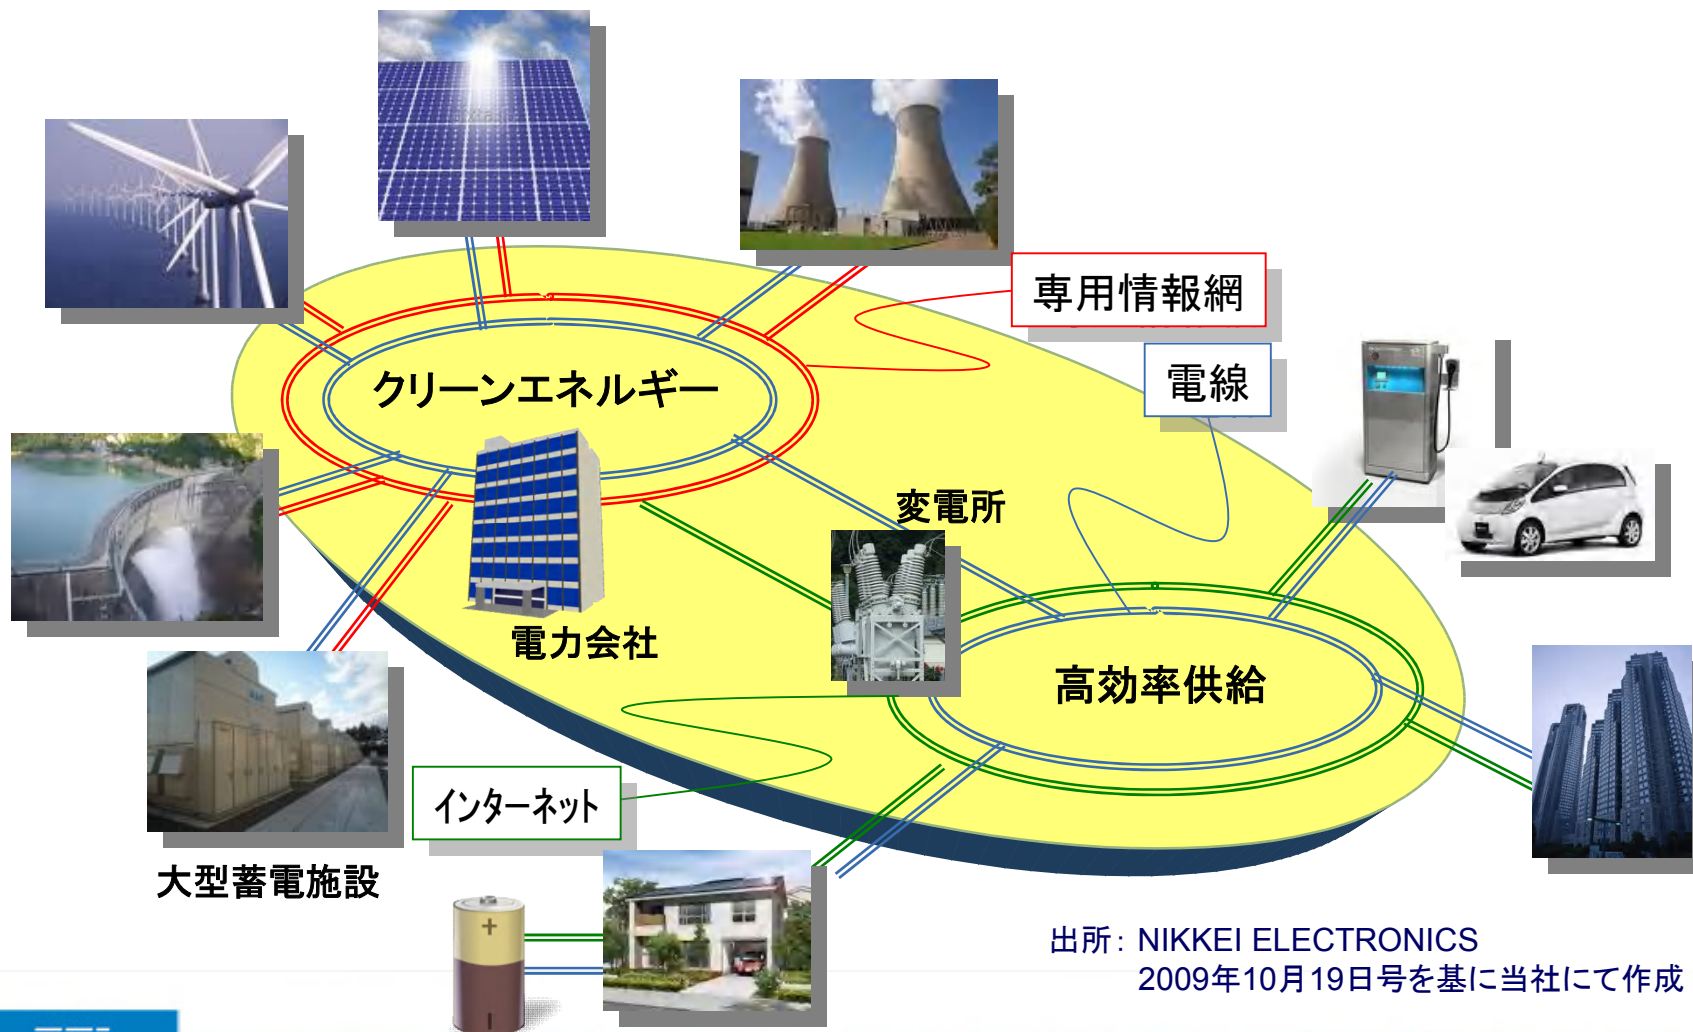 専用情報網
電線
クリーンエネルギー
変電所
電力会社
高効率供給
インターネット
大型蓄電施設
出所: NIKKEI ELECTRONICS
2009年10月19日号を基に当社にて作成